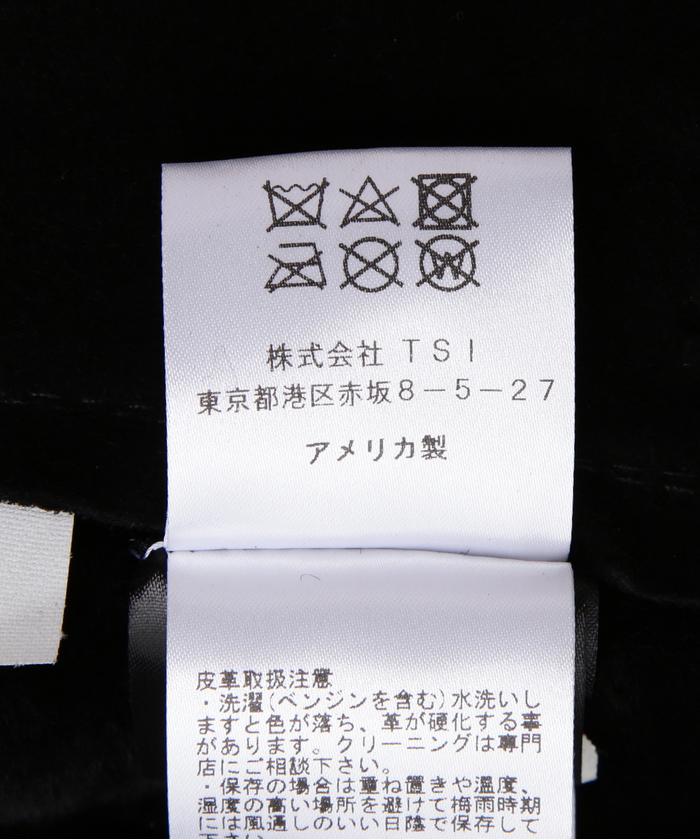 W
株式会社 TSI
東京都港区赤坂8-5-27
アメリカ製
皮革取扱注意
・洗濯(ベンジンを含む)水洗いし
ますと色が落ち、革が硬化する事
があります。クリーニングは専門
店にご相談下さい。
・保存の場合は重ね置きや温度、
湿度の高い場所を避けて梅雨時期
には風通しのいい日陰で保存して
下さい。